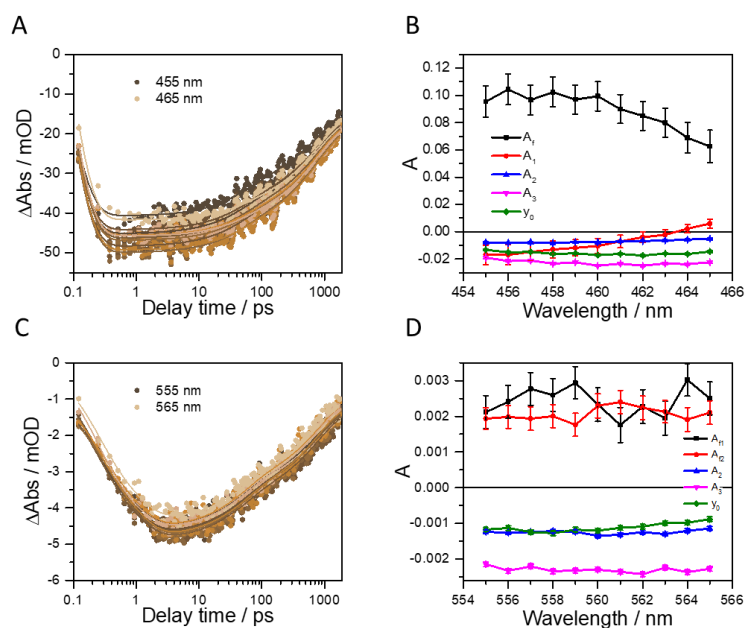 A
0
-10
-20
-30
-40
-50
ΔAbs / mOD
455 nm
465 nm
0.1 1 10 100 1000
Delay time / ps
B
0.12
0.10
0.08
0.06
0.04
0.02
0.00
-0.02
A
Af
A1
A2
A3
y0
454 456 458 460 462 464 466
Wavelength / nm
C
0
-1
-2
-3
-4
-5
-6
ΔAbs / mOD
555 nm
565 nm
0.1 1 10 100 1000
Delay time / ps
D
0.003
0.002
0.001
0.000
-0.001
-0.002
A
Af1
Af2
A2
A3
y0
554 556 558 560 562 564 566
Wavelength / nm